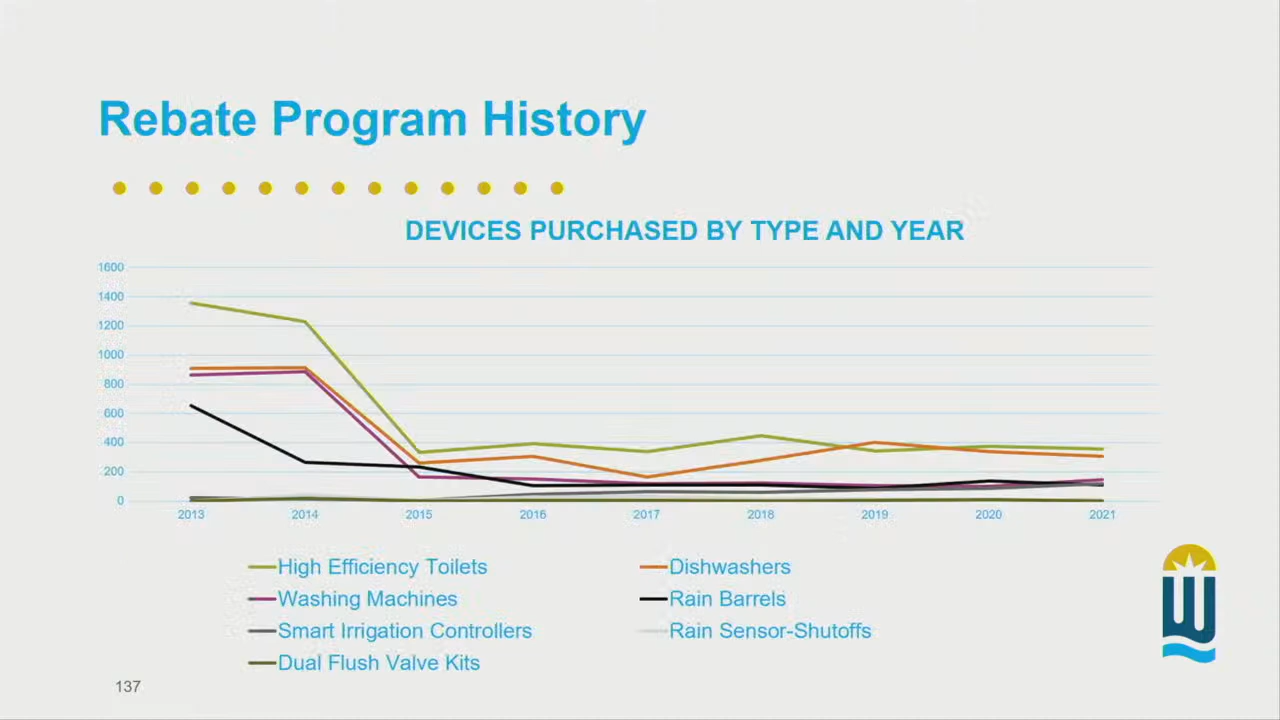 Rebate Program History
DEVICES PURCHASED BY TYPE AND YEAR
1600
1400
1200
1000
800
600
400
200
0
2013 2014 2015 2016 2017 2018 2019 2020 2021
High Efficiency Toilets Dishwashers
Washing Machines Rain Barrels
Smart Irrigation Controllers Rain Sensor-Shutoffs
Dual Flush Valve Kits
137